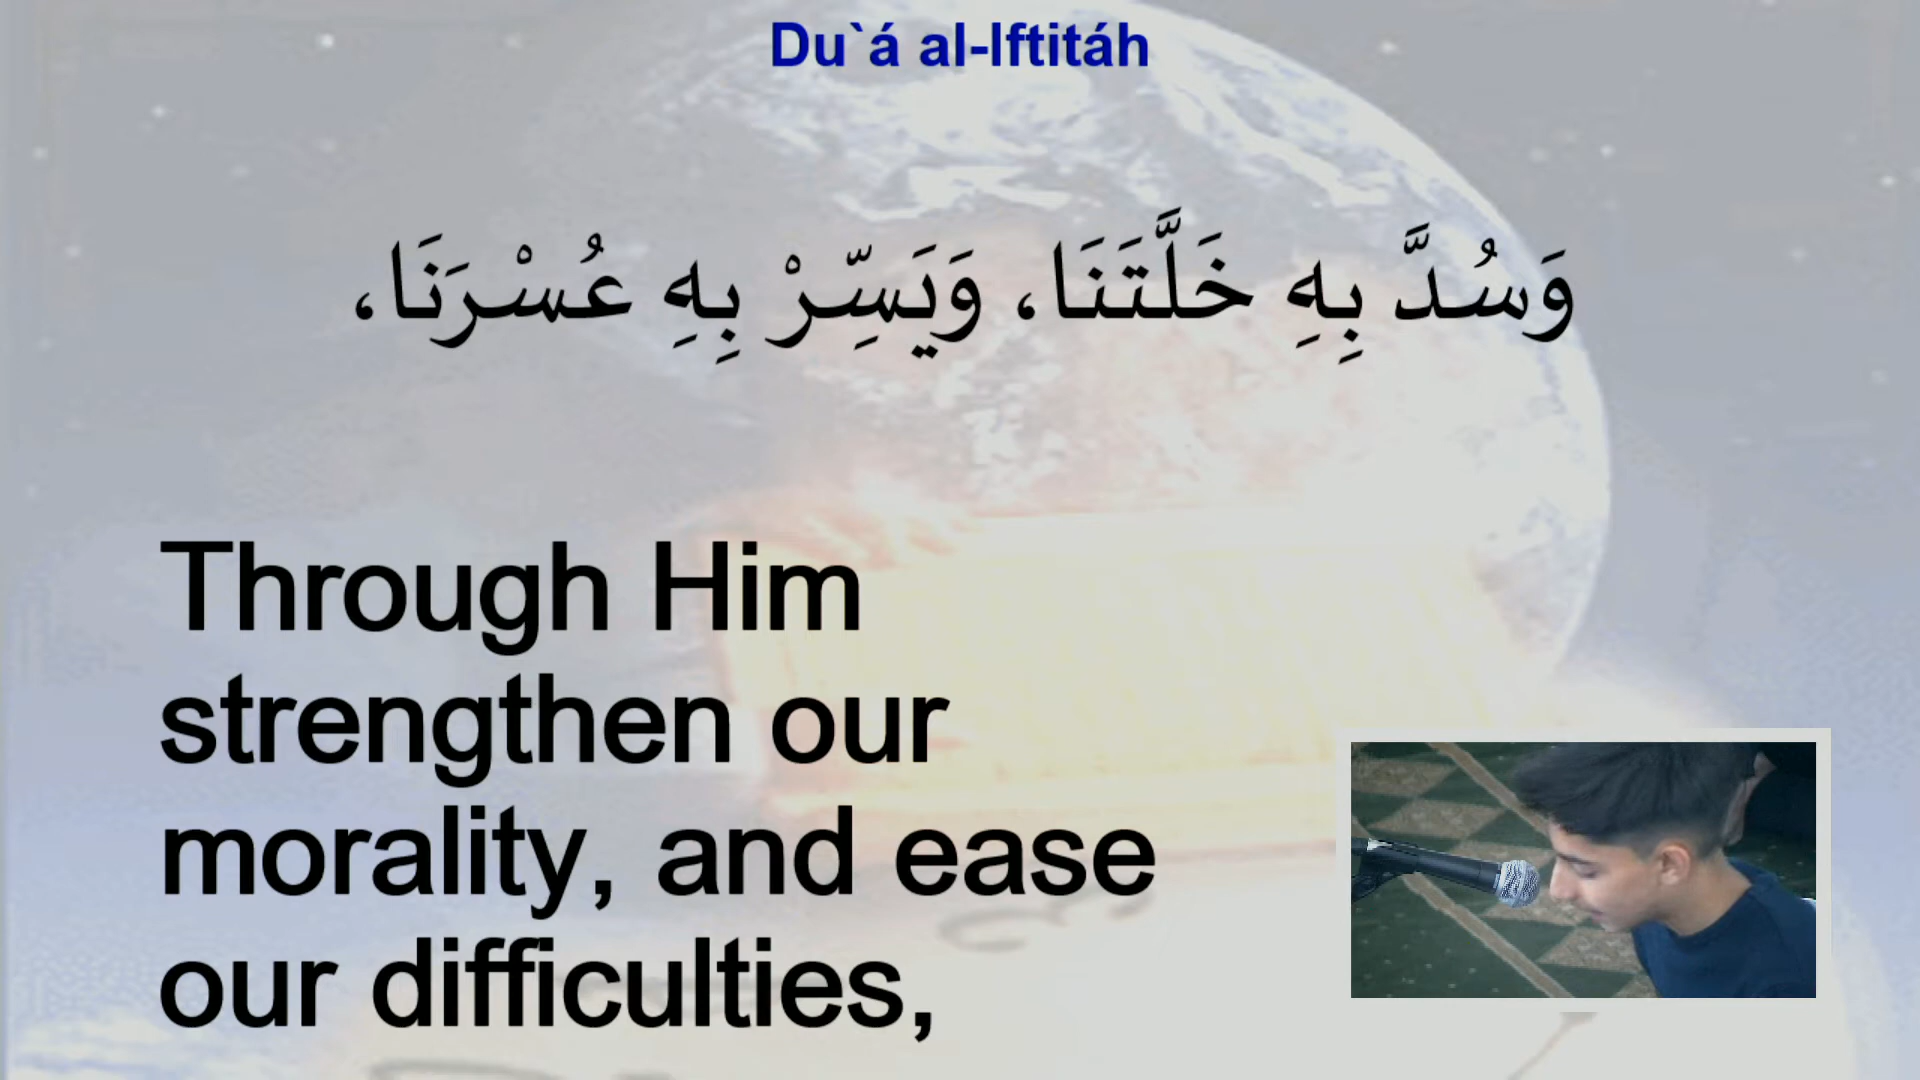 Du`á al-Iftitáh
وَسُدَّ بِهِ خَلَّتَنَا، وَيَسِّرْ بِهِ عُسْرَنَا،
Through Him
strengthen our
morality, and ease
our difficulties,